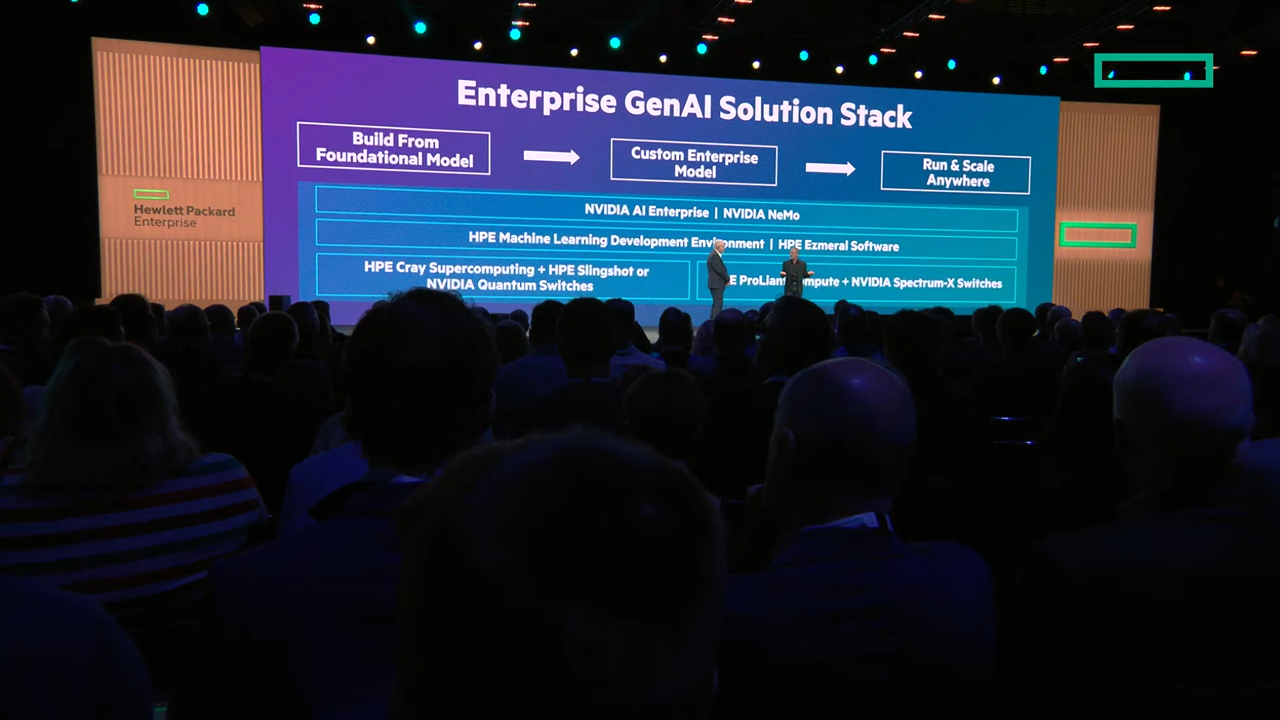 Enterprise GenAI Solution Stack
Build From
Foundational Model
Custom Enterprise
Model
Run & Scale
Anywhere
NVIDIA AI Enterprise | NVIDIA NeMo
HPE Machine Learning Development Environment | HPE Ezmeral Software
HPE Cray Supercomputing + HPE Slingshot or
NVIDIA Quantum Switches
E ProLiant mpute + NVIDIA Spectrum-X Switches
Hewlett Packard
Enterprise